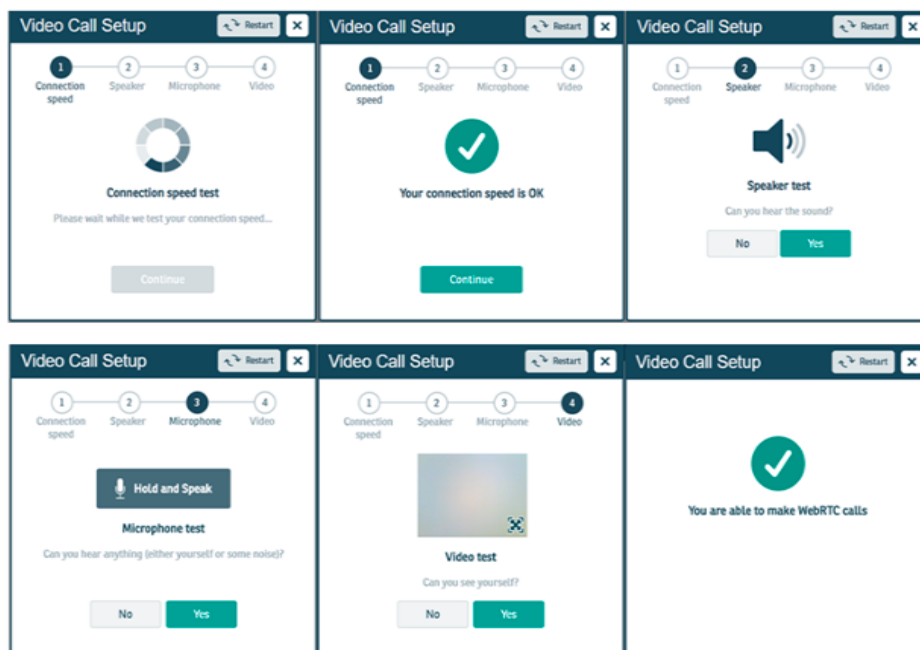 Video Call Setup
Restart
1
2
3
4
Connection speed
Speaker
Microphone
Video
Connection speed test
Please wait while we test your connection speed...
Continue
Video Call Setup
Restart
1
2
3
4
Connection speed
Speaker
Microphone
Video
Your connection speed is OK
Continue
Video Call Setup
Restart
1
2
3
4
Connection speed
Speaker
Microphone
Video
Speaker test
Can you hear the sound?
No
Yes
Video Call Setup
Restart
1
2
3
4
Connection speed
Speaker
Microphone
Video
Hold and Speak
Microphone test
Can you hear anything (either yourself or some noise)?
No
Yes
Video Call Setup
Restart
1
2
3
4
Connection speed
Speaker
Microphone
Video
Video test
Can you see yourself?
No
Yes
Video Call Setup
Restart
You are able to make WebRTC calls